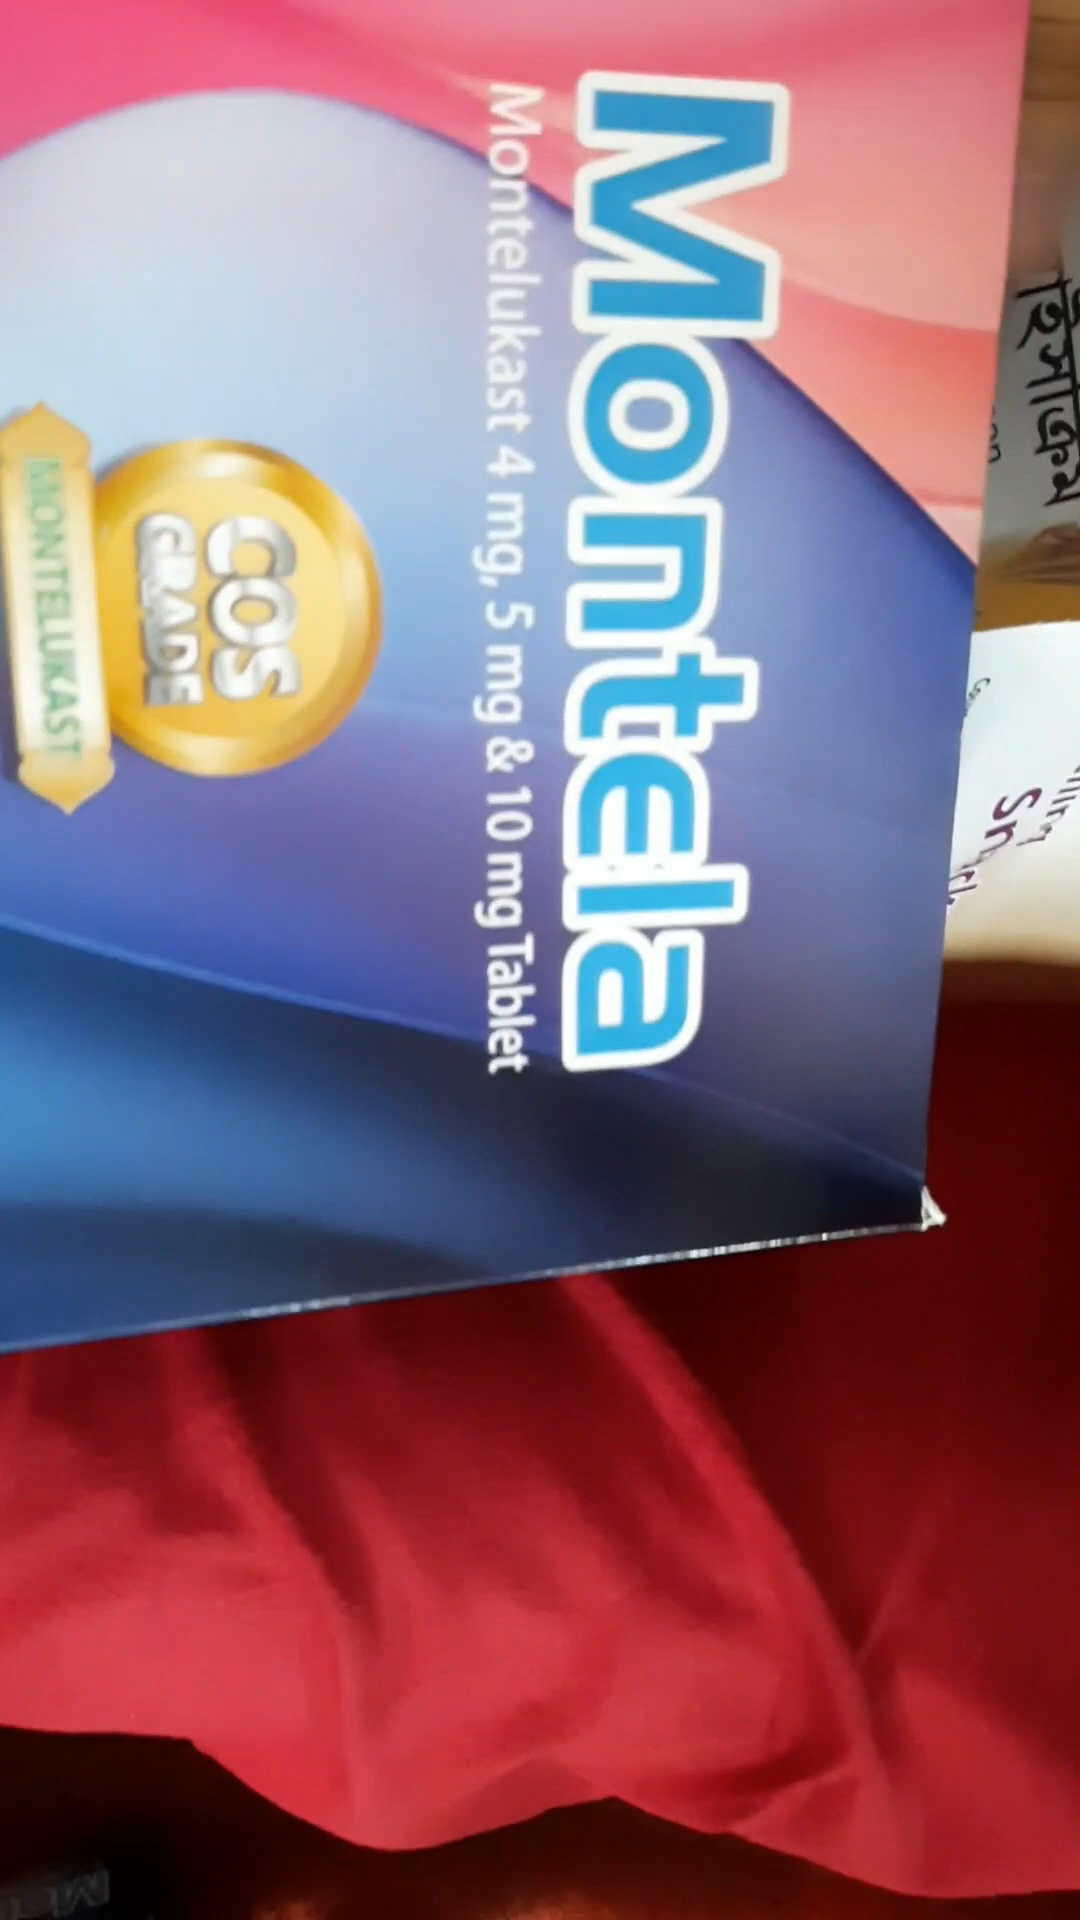 Montela
Montelukast 4 mg, 5 mg & 10 mg Tablet
COS
GRADE
MONTELUKAST